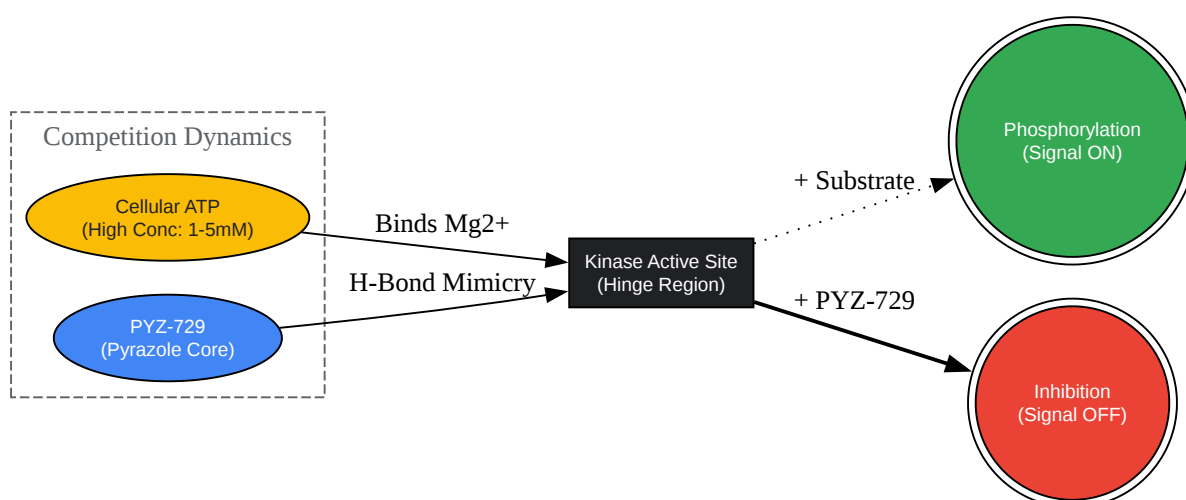 Competition Dynamics
Cellular ATP
(High Conc: 1-5mM)
PYZ-729
(Pyrazole Core)
Binds Mg2+
H-Bond Mimicry
Kinase Active Site
(Hinge Region)
+ Substrate
+ PYZ-729
Phosphorylation
(Signal ON)
Inhibition
(Signal OFF)